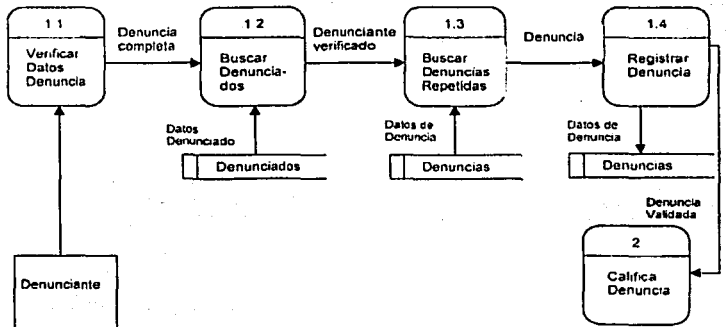 1 1
Verificar
Datos
Denuncia
Denuncia
completa
1 2
Buscar
Denuncia-
dos
Denunciante
verificado
1.3
Buscar
Denuncias
Repetidas
Denuncia
1.4
Registrar
Denuncia
Datos
Denunciado
Denunciados
Datos de
Denuncia
Denuncias
Datos de
Denuncia
Denuncias
Denuncia
Validada
2
Califica
Denuncia
Denunciante